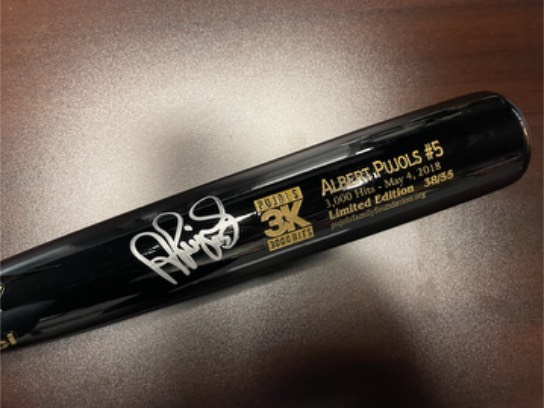 ALBERT PUJOLS #5
3,000 Hits - May 4, 2018
Limited Edition 38/55
pujolsfamilyfoundation.org
PUJOLS
3K
3000 HITS